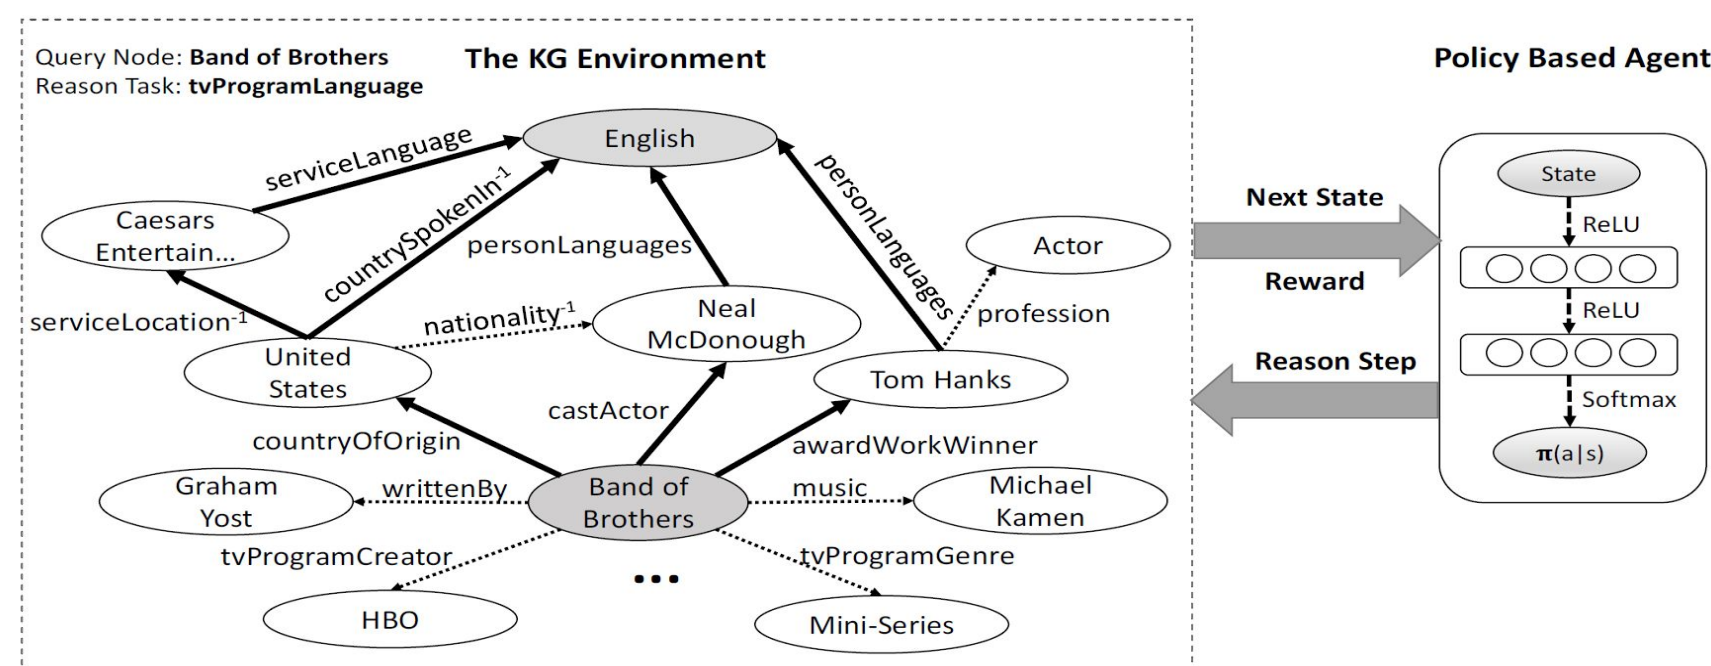 Query Node: Band of Brothers
Reason Task: tvProgramLanguage
The KG Environment
Policy Based Agent
English
serviceLanguage
countrySpokenIn-1
personLanguages
personLanguages
Caesars
Entertain...
Actor
profession
serviceLocation-1
nationality-1
Neal
McDonough
United
States
Tom Hanks
castActor
countryOfOrigin
awardWorkWinner
Graham
Yost
writtenBy
Band of
Brothers
music
Michael
Kamen
tvProgramCreator
tvProgramGenre
...
HBO
Mini-Series
Next State
Reward
Reason Step
State
ReLU
ReLU
Softmax
π(a|s)